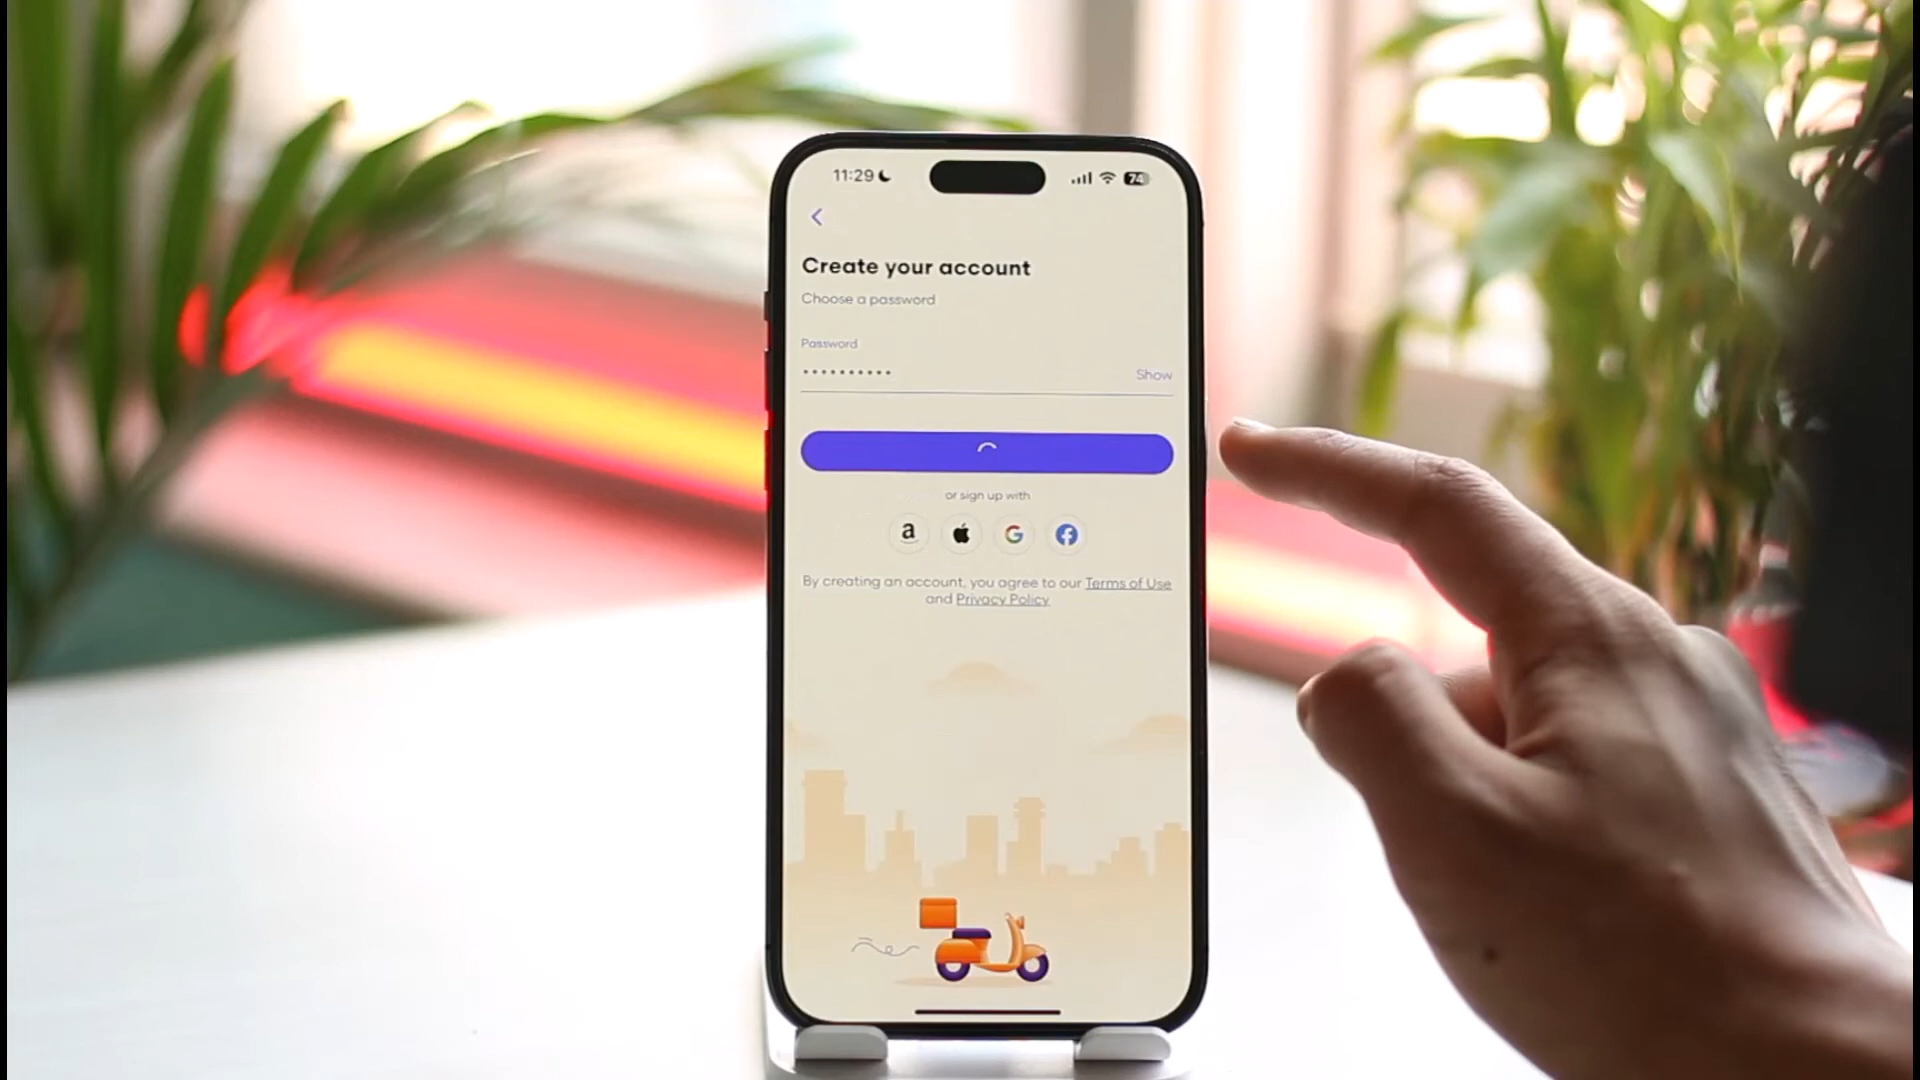 11:29
74
Create your account
Choose a password
Password
••••••••••
Show
or sign up with
a
G
f
By creating an account, you agree to our Terms of Use
and Privacy Policy